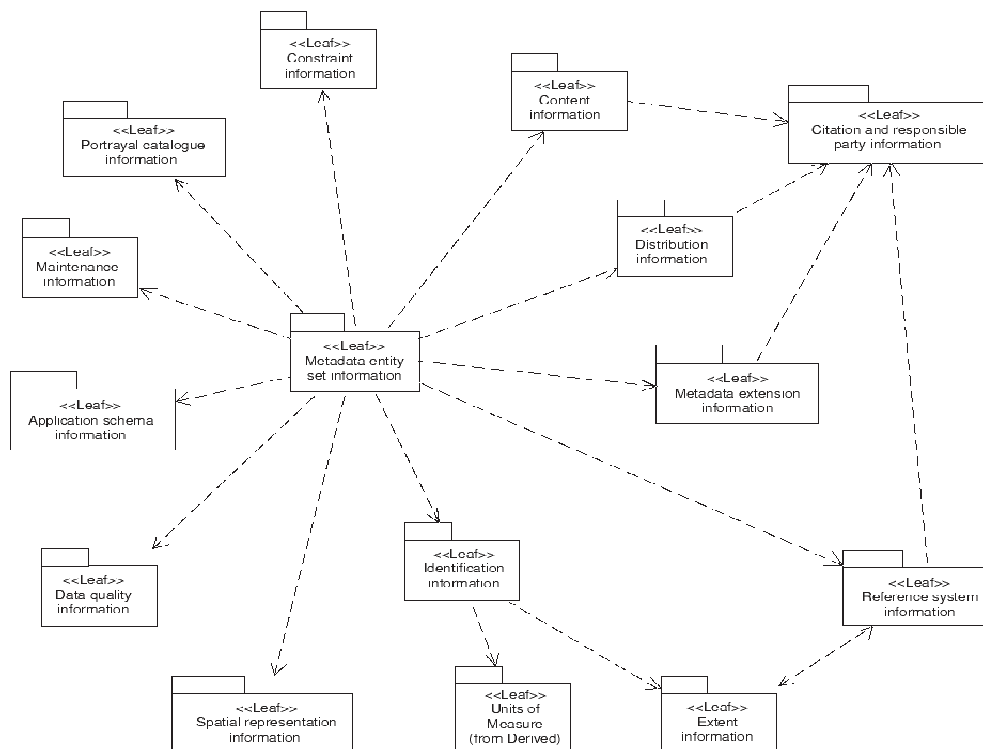 <<Leaf>>
Constraint
information
<<Leaf>>
Content
information
<<Leaf>>
Citation and responsible
party information
<<Leaf>>
Portrayal catalogue
information
<<Leaf>>
Distribution
information
<<Leaf>>
Maintenance
information
<<Leaf>>
Metadata entity
set information
<<Leaf>>
Metadata extension
information
<<Leaf>>
Application schema
information
<<Leaf>>
Identification
information
<<Leaf>>
Data quality
information
<<Leaf>>
Reference system
information
<<Leaf>>
Spatial representation
information
<<Leaf>>
Units of
Measure
(from Derived)
<<Leaf>>
Extent
information